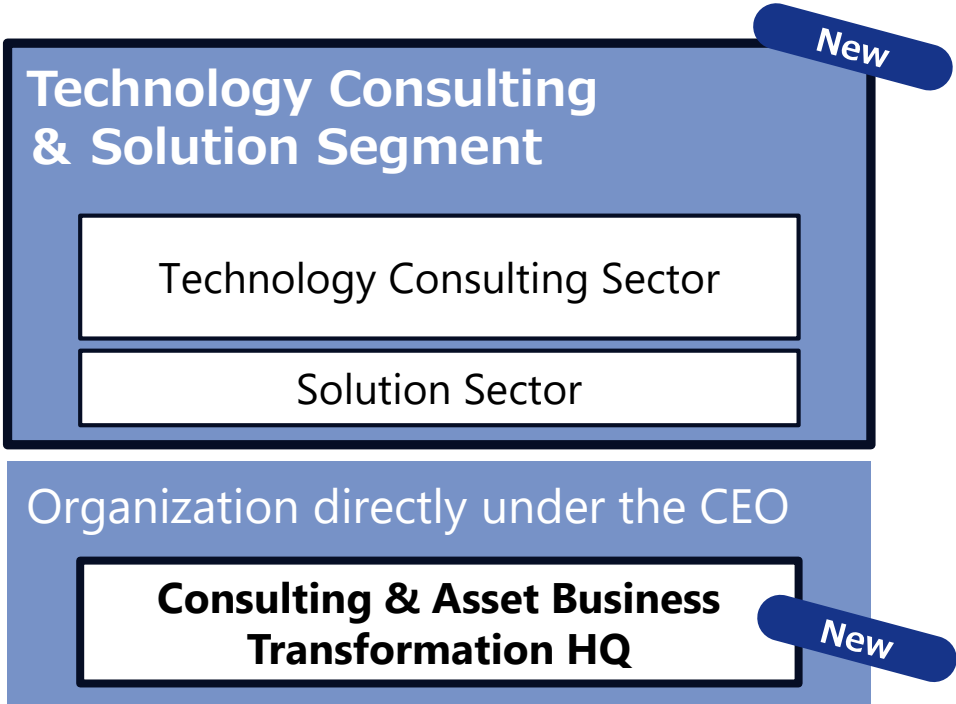 New
Technology Consulting
& Solution Segment
Technology Consulting Sector
Solution Sector
Organization directly under the CEO
Consulting & Asset Business
Transformation HQ
New